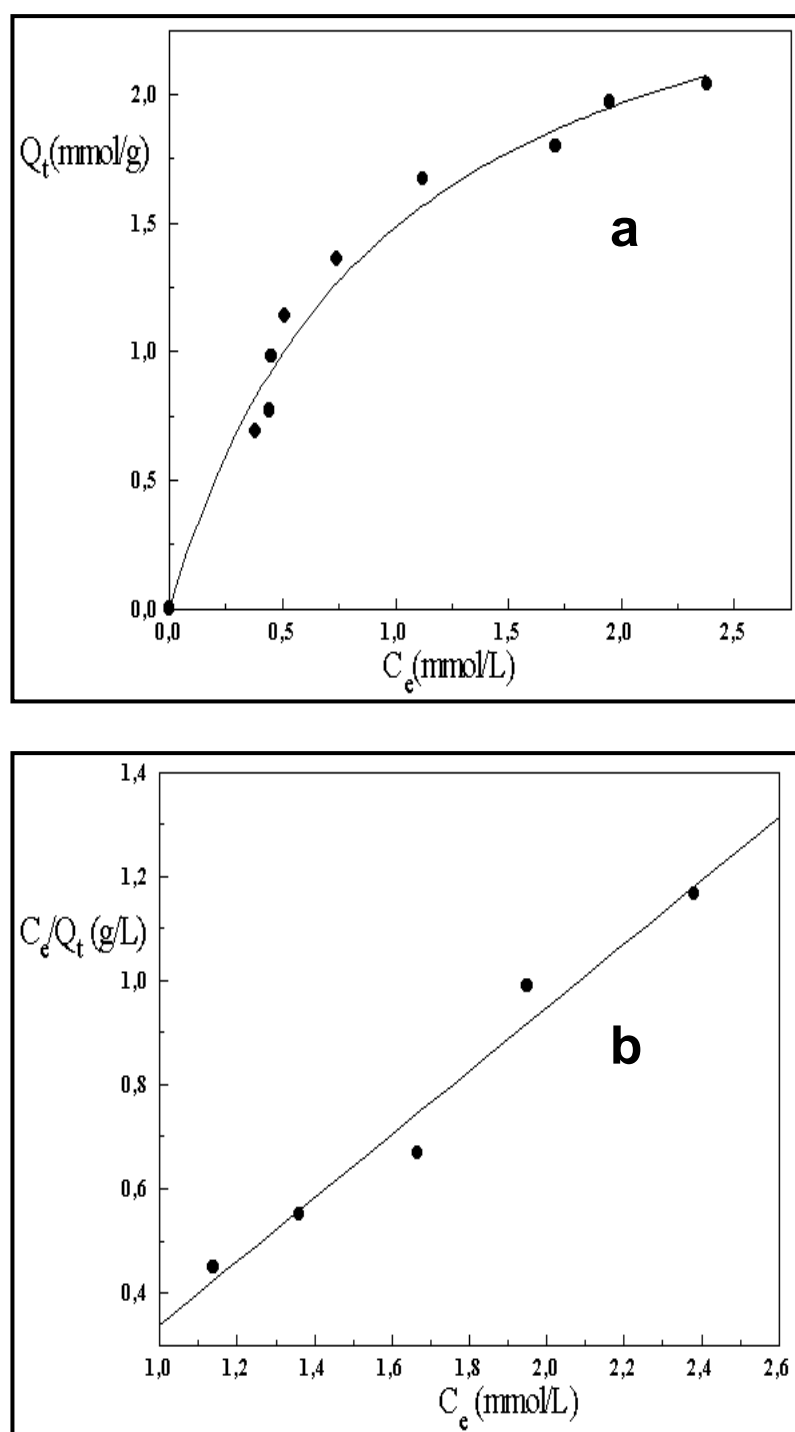 2,0
Qt(mmol/g)
1,5
a
1,0
0,5
0,0
0,0 0,5 1,0 1,5 2,0 2,5
Ce(mmol/L)
1,4
1,2
Ce/Qt (g/L)
1,0
b
0,8
0,6
0,4
1,0 1,2 1,4 1,6 1,8 2,0 2,2 2,4 2,6
Ce (mmol/L)